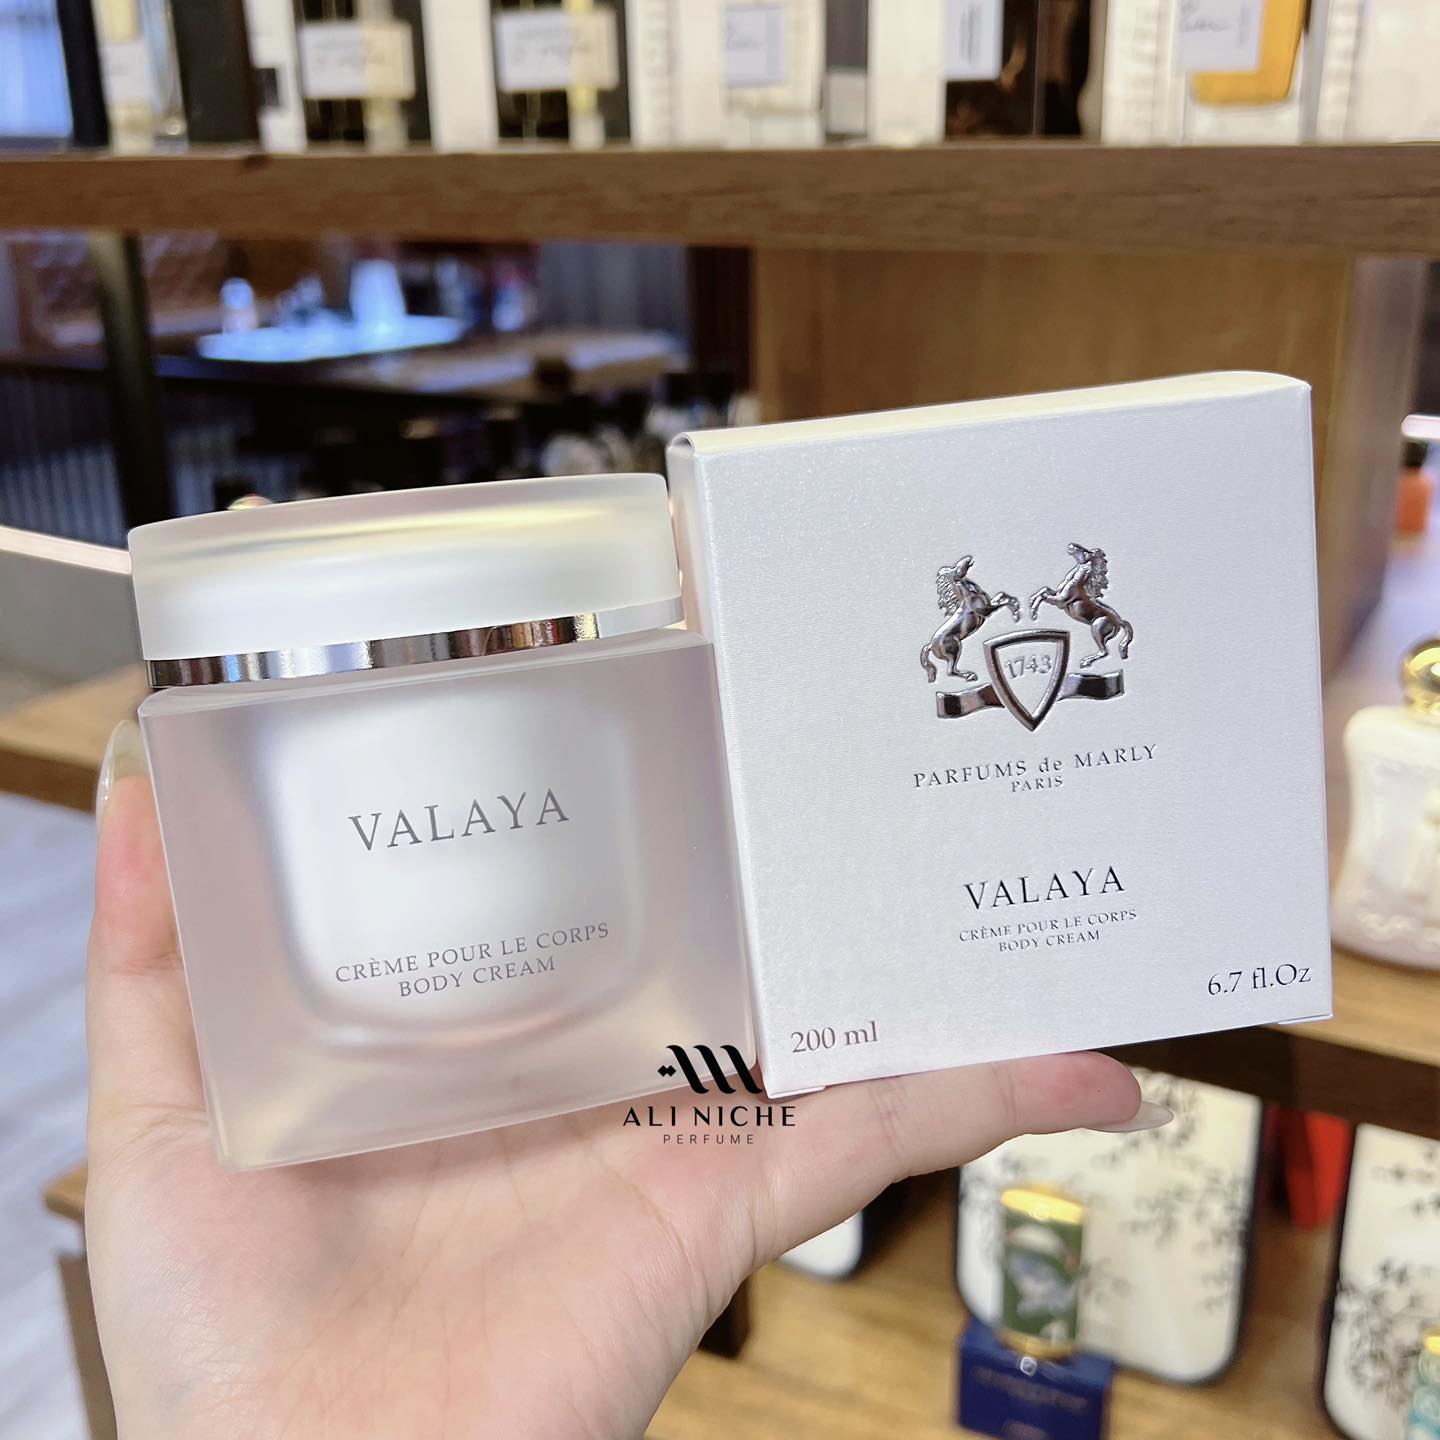 VALAYA
CRÈME POUR LE CORPS
BODY CREAM
1743
PARFUMS de MARLY
PARIS
VALAYA
CRÈME POUR LE CORPS
BODY CREAM
200 ml
6.7 fl.Oz
ALI NICHE
PERFUME